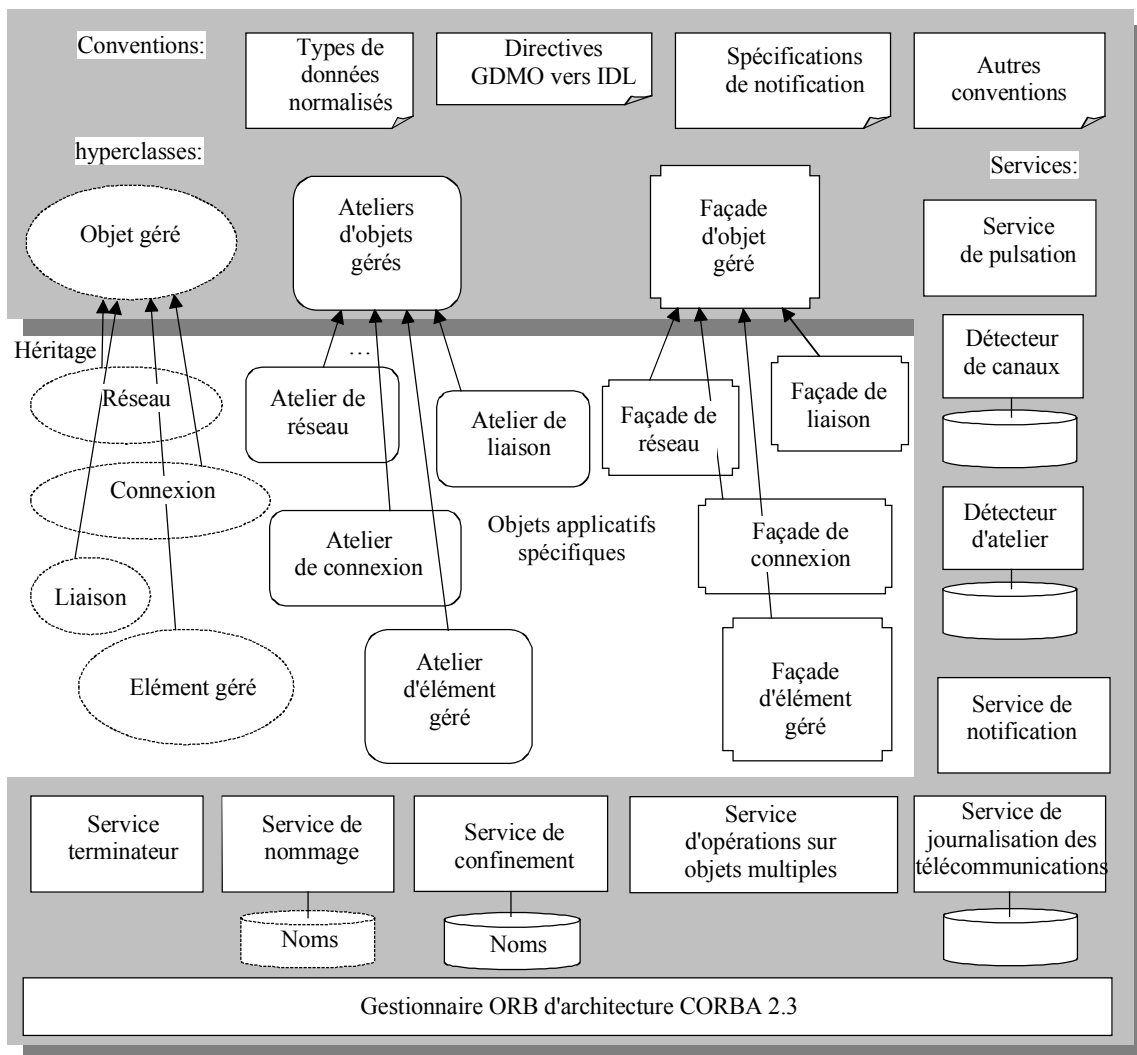 Conventions:
Types de
données
normalisés
Directives
GDMO vers IDL
Spécifications
de notification
Autres
conventions
hyperclasses:
Services:
Objet géré
Ateliers
d'objets
gérés
Façade
d'objet
géré
Service
de pulsation
Héritage
…
Détecteur
de canaux
Réseau
Atelier de
réseau
Atelier de
liaison
Façade de
réseau
Façade de
liaison
Connexion
Objets applicatifs
spécifiques
Atelier
de connexion
Façade de
connexion
Détecteur
d'atelier
Liaison
Elément géré
Atelier
d'élément
géré
Façade
d'élément
géré
Service de
notification
Service
terminateur
Service de
nommage
Service de
confinement
Service
d'opérations sur
objets multiples
Service de
journalisation des
télécommunications
Noms
Noms
Gestionnaire ORB d'architecture CORBA 2.3